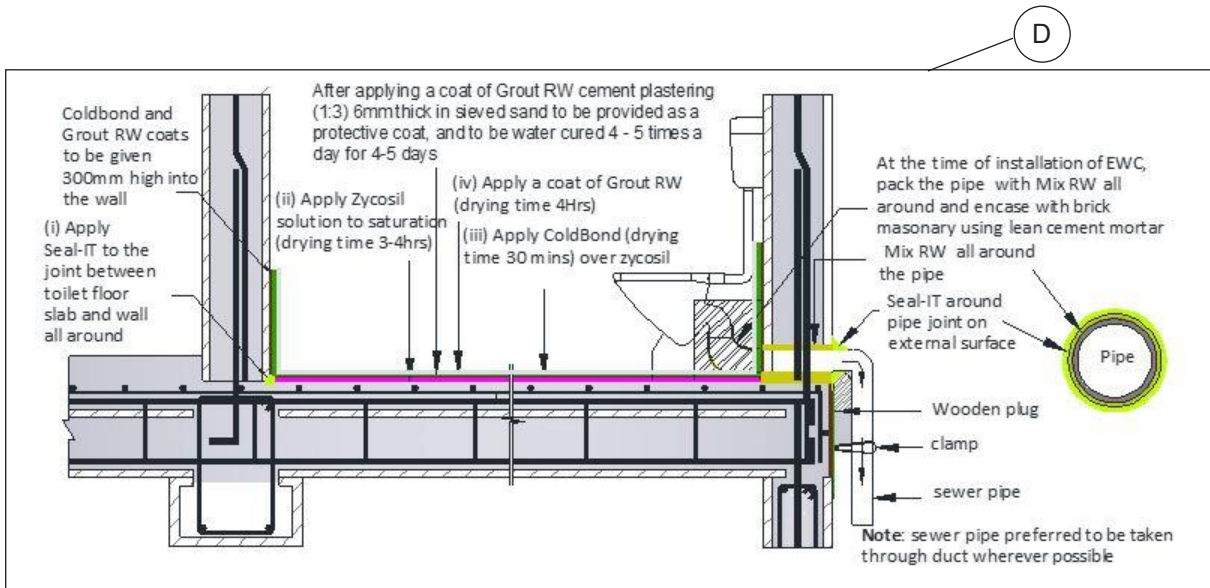 D
After applying a coat of Grout RW cement plastering
(1:3) 6mmthick in sieved sand to be provided as a
protective coat, and to be water cured 4 - 5 times a
day for 4-5 days
Coldbond and
Grout RW coats
to be given
300mm high into
the wall
(i) Apply
Seal-IT to the
joint between
toilet floor
slab and wall
all around
(ii) Apply Zycosil
solution to saturation
(drying time 3-4hrs)
(iv) Apply a coat of Grout RW
(drying time 4Hrs)
(iii) Apply ColdBond (drying
time 30 mins) over zycosil
At the time of installation of EWC,
pack the pipe with Mix RW all
around and encase with brick
masonary using lean cement mortar
Mix RW all around
the pipe
Seal-IT around
pipe joint on
external surface
Pipe
Wooden plug
clamp
sewer pipe
Note: sewer pipe preferred to be taken
through duct wherever possible